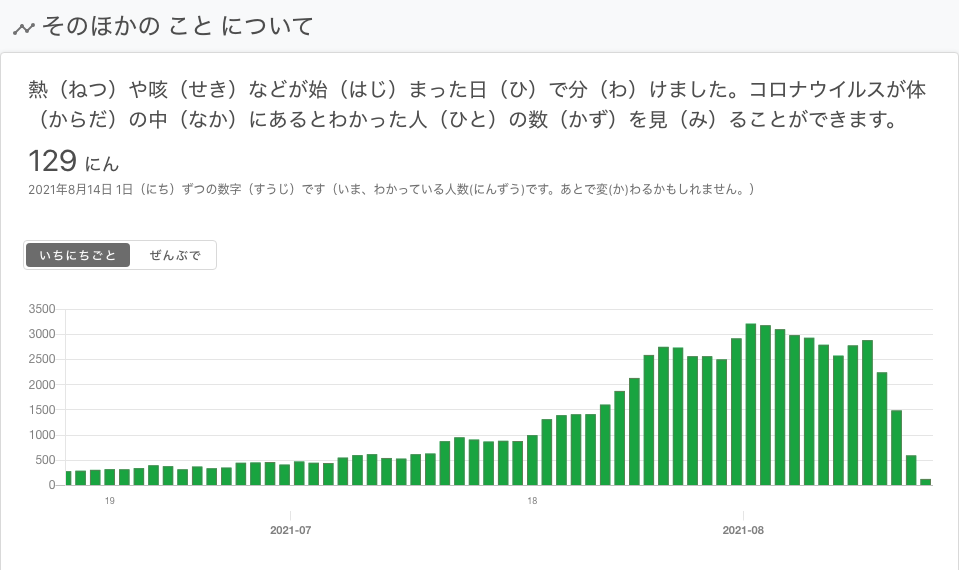 そのほかの こと について
熱（ねつ）や咳（せき）などが始（はじ）まった日（ひ）で分（わ）けました。コロナウイルスが体
（からだ）の中（なか）にあるとわかった人（ひと）の数（かず）を見（み）ることができます。
129 にん
2021年8月14日 1日（にち）ずつの数字（すうじ）です（いま、わかっている人数(にんずう)です。あとで変(か)わるかもしれません。）
いちにちごと ぜんぶで
3500
3000
2500
2000
1500
1000
500
0
19 18
2021-07 2021-08